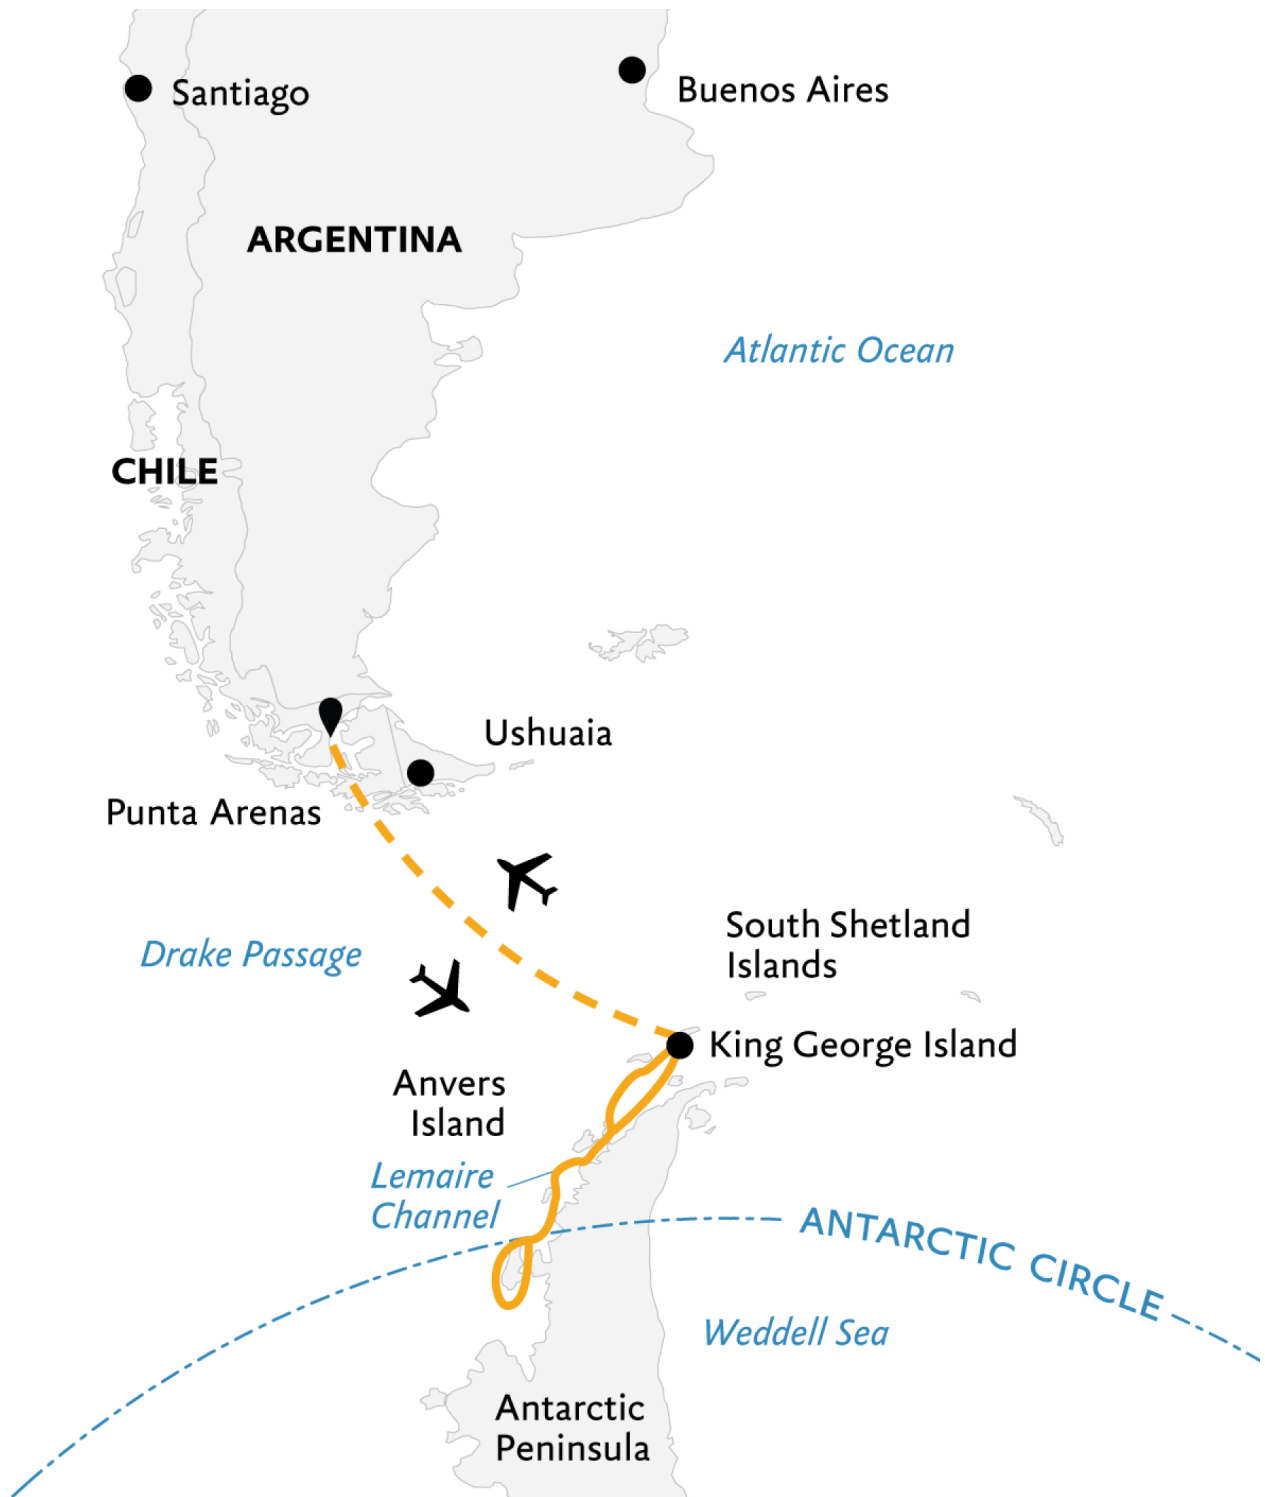 Santiago
Buenos Aires
ARGENTINA
Atlantic Ocean
CHILE
Ushuaia
Punta Arenas
South Shetland
Islands
Drake Passage
King George Island
Anvers
Island
Lemaire
Channel
ANTARCTIC CIRCLE
Weddell Sea
Antarctic
Peninsula